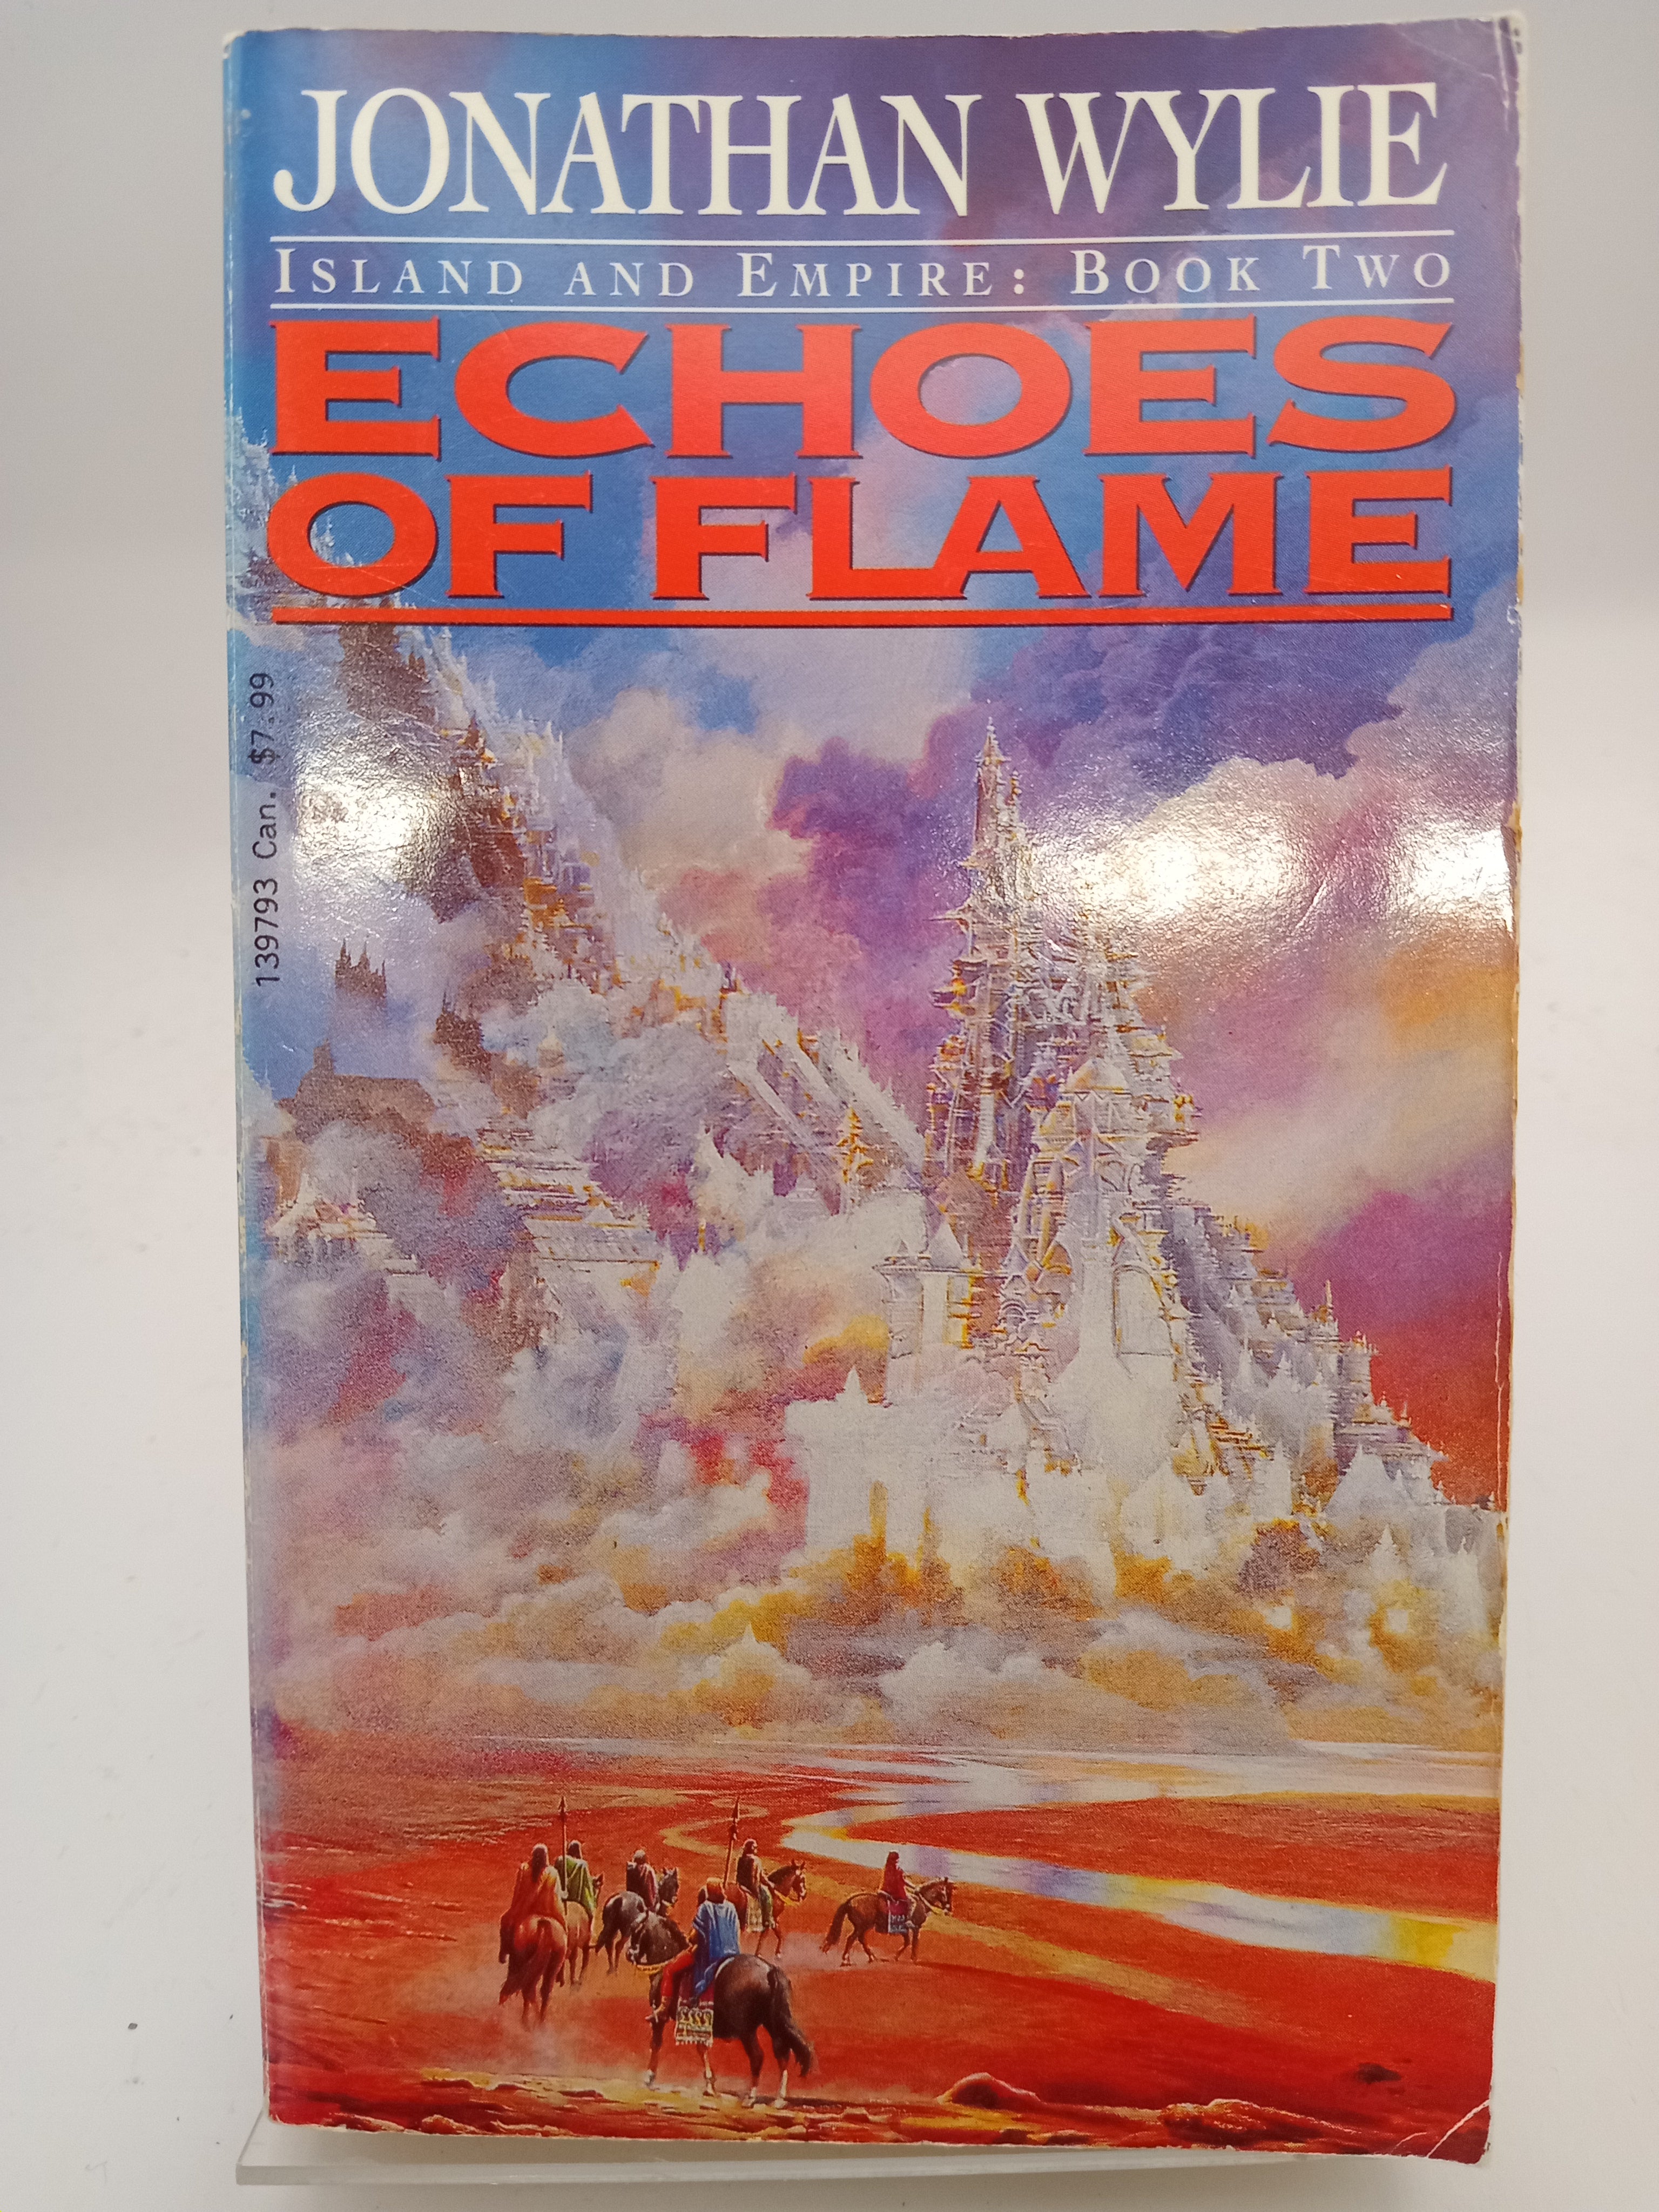 JONATHAN WYLIE
ISLAND AND EMPIRE: BOOK TWO
ECHOES
OF FLAME
139793 Can. $7.99